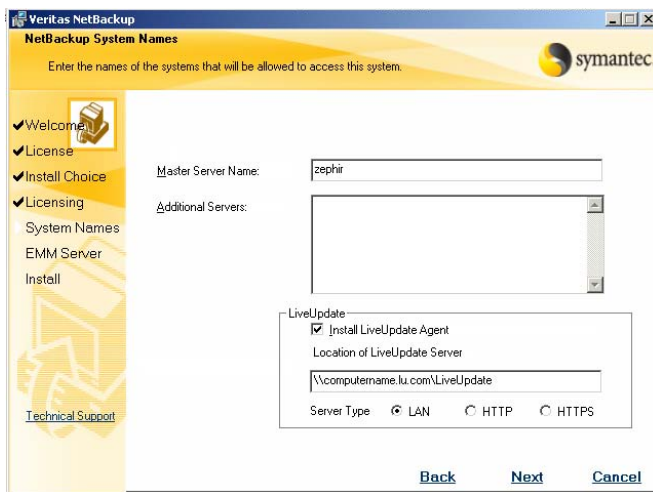 Veritas NetBackup
NetBackup System Names
Enter the names of the systems that will be allowed to access this system.
symantec
Welcome
License
Install Choice
Licensing
System Names
EMM Server
Install
Technical Support
Master Server Name:
zephir
Additional Servers:
LiveUpdate
Install LiveUpdate Agent
Location of LiveUpdate Server
\\computername.lu.com\LiveUpdate
Server Type LAN HTTP HTTPS
Back Next Cancel